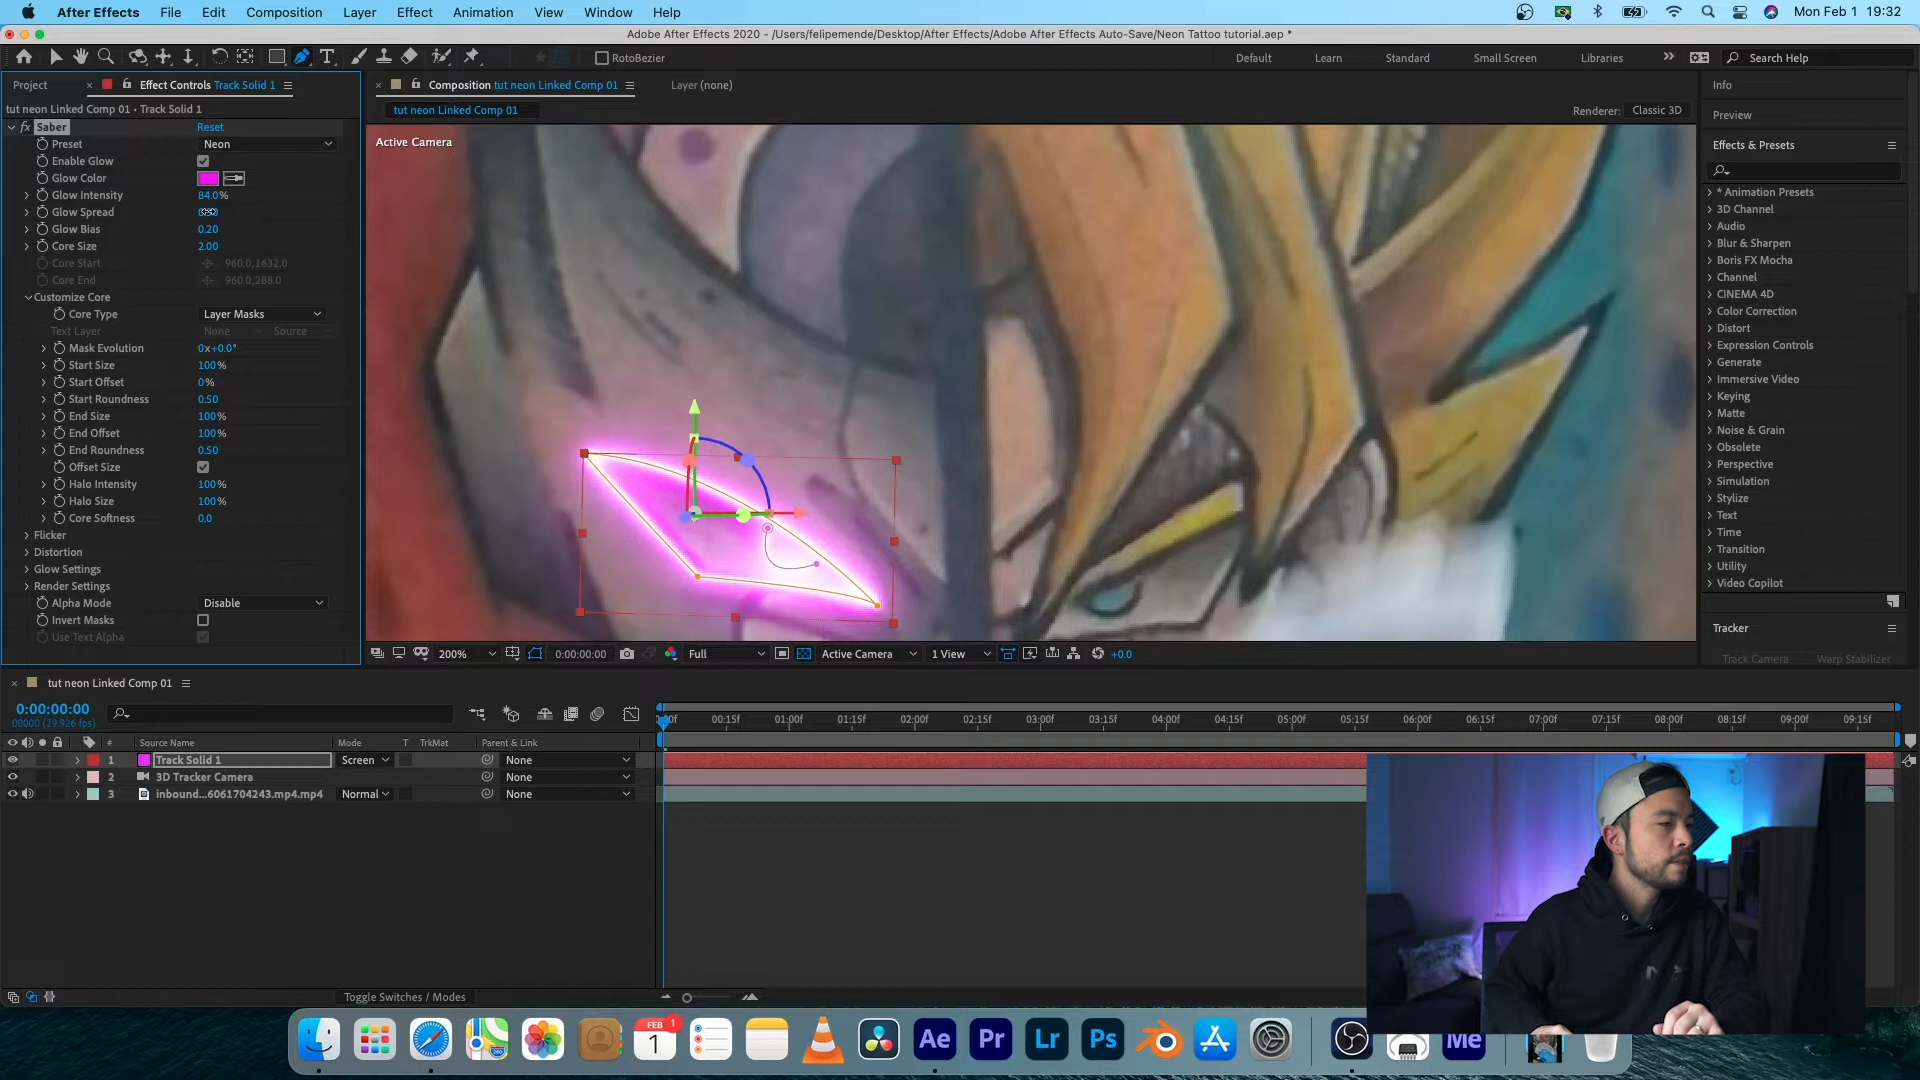 After Effects File Edit Composition Layer Effect Animation View Window Help Mon Feb 1 19:32
Adobe After Effects 2020 - /Users/felipemende/Desktop/After Effects/Adobe After Effects Auto-Save/Neon Tattoo tutorial.aep *
RotoBezier Default Learn Standard Small Screen Libraries Search Help
Project Effect Controls Track Solid 1 Composition tut neon Linked Comp 01 Layer (none) Info
tut neon Linked Comp 01 • Track Solid 1 tut neon Linked Comp 01 Renderer: Classic 3D
Active Camera
fx Saber Reset
Preset Neon
Enable Glow
Glow Color
Glow Intensity 84.0%
Glow Spread
Glow Bias 0.20
Core Size 2.00
Core Start 960.0,1632.0
Core End 960.0,288.0
Customize Core
Core Type Layer Masks
Text Layer None Source
Mask Evolution 0x+0.0°
Start Size 100%
Start Offset 0%
Start Roundness 0.50
End Size 100%
End Offset 100%
End Roundness 0.50
Offset Size
Halo Intensity 100%
Halo Size 100%
Core Softness 0.0
Flicker
Distortion
Glow Settings
Render Settings
Alpha Mode Disable
Invert Masks
Use Text Alpha
Preview
Effects & Presets
* Animation Presets
3D Channel
Audio
Blur & Sharpen
Boris FX Mocha
Channel
CINEMA 4D
Color Correction
Distort
Expression Controls
Generate
Immersive Video
Keying
Matte
Noise & Grain
Obsolete
Perspective
Simulation
Stylize
Text
Time
Transition
Utility
Video Copilot
Tracker
Track Camera Warp Stabilizer
200% 0:00:00:00 Full Active Camera 1 View +0.0
tut neon Linked Comp 01
0:00:00:00
00000 (29.926 fps)
00:15f 01:00f 01:15f 02:00f 02:15f 03:00f 03:15f 04:00f 04:15f 05:00f 05:15f 06:00f 06:15f 07:00f 07:15f 08:00f 08:15f 09:00f 09:15f
# Source Name Mode T TrkMat Parent & Link
1 Track Solid 1 Screen None
2 3D Tracker Camera None
3 inbound...6061704243.mp4.mp4 Normal None
Toggle Switches / Modes
FEB 1
1
280
Ae Pr Lr Ps Me